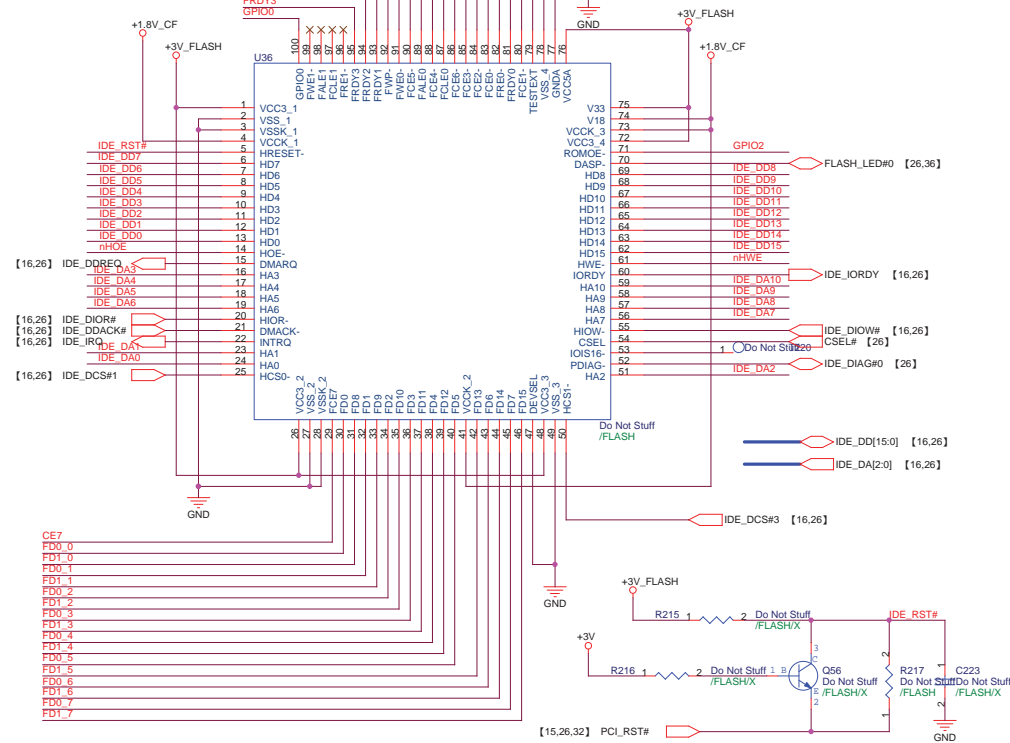 FRDY3
GPIO0
+1.8V_CF
+3V_FLASH
GND
+3V_FLASH
+1.8V_CF
U36
100 99 98 97 96 95 94 93 92 91 90 89 88 87 86 85 84 83 82 81 80 79 78 77 76
GPIO0 FWE1- FALE1 FCLE1 FRE1- FRDY3 FRDY2 FRDY1 FWP- FWE0- FCE5- FALE0 FCE4- FCLE0 FCE6- FCE3- FCE2- FCE0 FRE0- FRDY0 FCE1- TESTEXT VSS_4 GNDA VCC5A
1 VCC3_1
2 VSS_1
3 VSSK_1
4 VCCK_1
IDE_RST# 5 HRESET-
IDE_DD7 6 HD7
IDE_DD6 7 HD6
IDE_DD5 8 HD5
IDE_DD4 9 HD4
IDE_DD3 10 HD3
IDE_DD2 11 HD2
IDE_DD1 12 HD1
IDE_DD0 13 HD0
nHOE 14 HOE-
【16,26】 IDE_DDREQ 15 DMARQ
IDE_DA3 16 HA3
IDE_DA4 17 HA4
IDE_DA5 18 HA5
IDE_DA6 19 HA6
【16,26】 IDE_DIOR# 20 HIOR-
【16,26】 IDE_DDACK# 21 DMACK-
【16,26】 IDE_IRQ 22 INTRQ
IDE_DA1 23 HA1
IDE_DA0 24 HA0
【16,26】 IDE_DCS#1 25 HCS0-
V33 75
V18 74
VCCK_3 73
VCC3_4 72
ROMOE- 71 GPIO2
DASP- 70 FLASH_LED#0 【26,36】
HD8 69 IDE_DD8
HD9 68 IDE_DD9
HD10 67 IDE_DD10
HD11 66 IDE_DD11
HD12 65 IDE_DD12
HD13 64 IDE_DD13
HD14 63 IDE_DD14
HD15 62 IDE_DD15
HWE- 61 nHWE
IORDY 60 IDE_IORDY 【16,26】
HA10 59 IDE_DA10
HA9 58 IDE_DA9
HA8 57 IDE_DA8
HA7 56 IDE_DA7
HIOW- 55 IDE_DIOW# 【16,26】
CSEL 54 CSEL# 【26】
IOIS16- 53 1 Do Not Stuff
PDIAG- 52 IDE_DIAG#0 【26】
HA2 51 IDE_DA2
VCC3_2 VSS_2 VSSK_2 FCE7 FD0 FD8 FD1 FD9 FD2 FD10 FD3 FD11 FD4 FD12 FD5 VCCK_2 FD13 FD6 FD14 FD7 FD15 DEVSEL VCC3_3 VSS_3 HCS1-
26 27 28 29 30 31 32 33 34 35 36 37 38 39 40 41 42 43 44 45 46 47 48 49 50
Do Not Stuff
/FLASH
IDE_DD[15:0] 【16,26】
IDE_DA[2:0] 【16,26】
GND
IDE_DCS#3 【16,26】
CE7
FD0_0
FD1_0
FD0_1
FD1_1
FD0_2
FD1_2
FD0_3
FD1_3
FD0_4
FD1_4
FD0_5
FD1_5
FD0_6
FD1_6
FD0_7
FD1_7
GND
+3V_FLASH
R215 1 2 Do Not Stuff
/FLASH/X
IDE_RST#
+3V
R216 1 2 Do Not Stuff
/FLASH/X
1 B
3
C
E
2
Q56
Do Not Stuff
/FLASH/X
2
R217
Do Not Stuff
/FLASH
1
1
C223
Do Not Stuff
/FLASH/X
2
【15,26,32】 PCI_RST#
GND